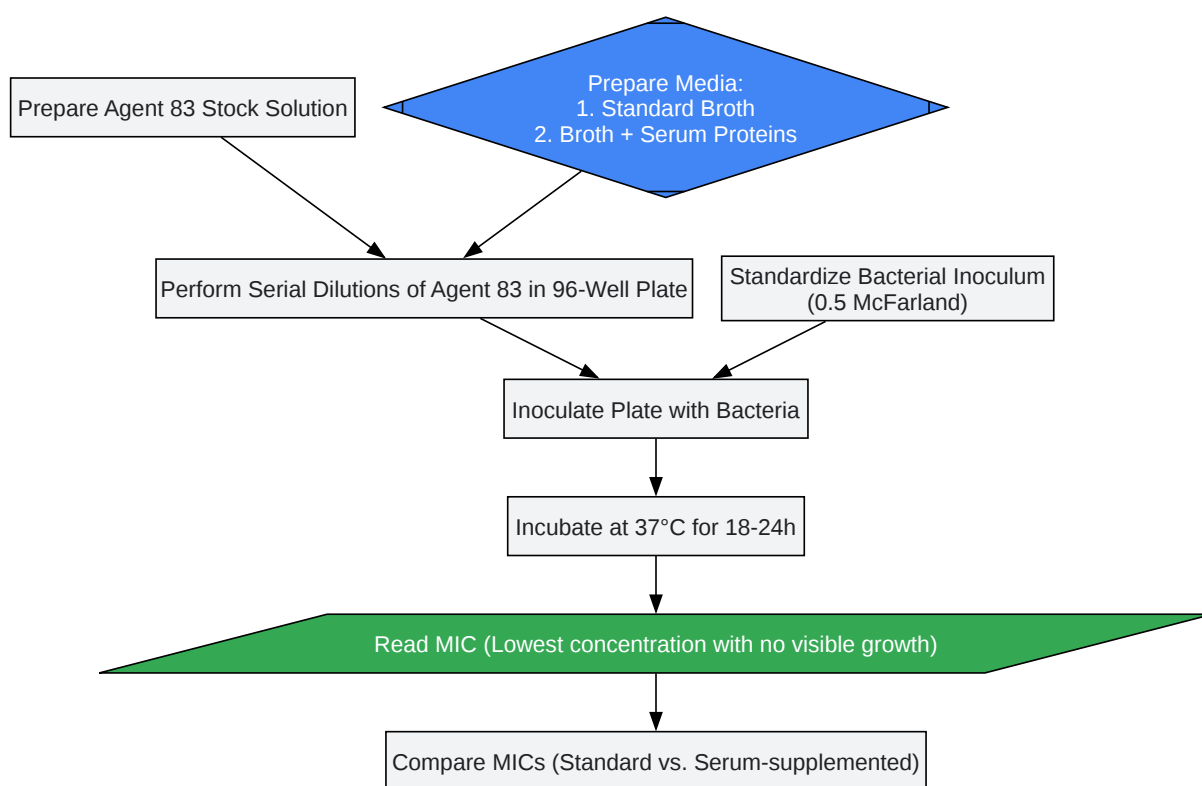 Prepare Agent 83 Stock Solution
Prepare Media:
1. Standard Broth
2. Broth + Serum Proteins
Perform Serial Dilutions of Agent 83 in 96-Well Plate
Standardize Bacterial Inoculum
(0.5 McFarland)
Inoculate Plate with Bacteria
Incubate at 37°C for 18-24h
Read MIC (Lowest concentration with no visible growth)
Compare MICs (Standard vs. Serum-supplemented)